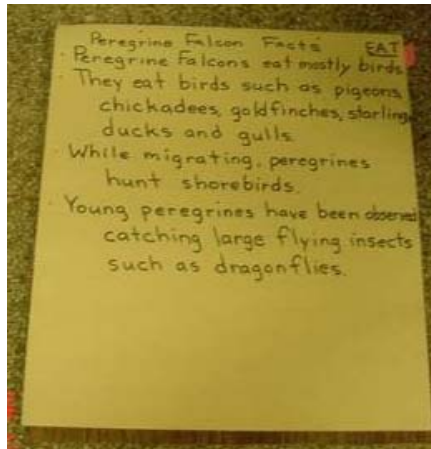 Peregrine Falcon Facts EAT
· Peregrine Falcons eat mostly birds.
· They eat birds such as pigeons,
chickadees, goldfinches, starlings
ducks and gulls.
· While migrating, peregrines
hunt shorebirds.
· Young peregrines have been observed
catching large flying insects
such as dragonflies.